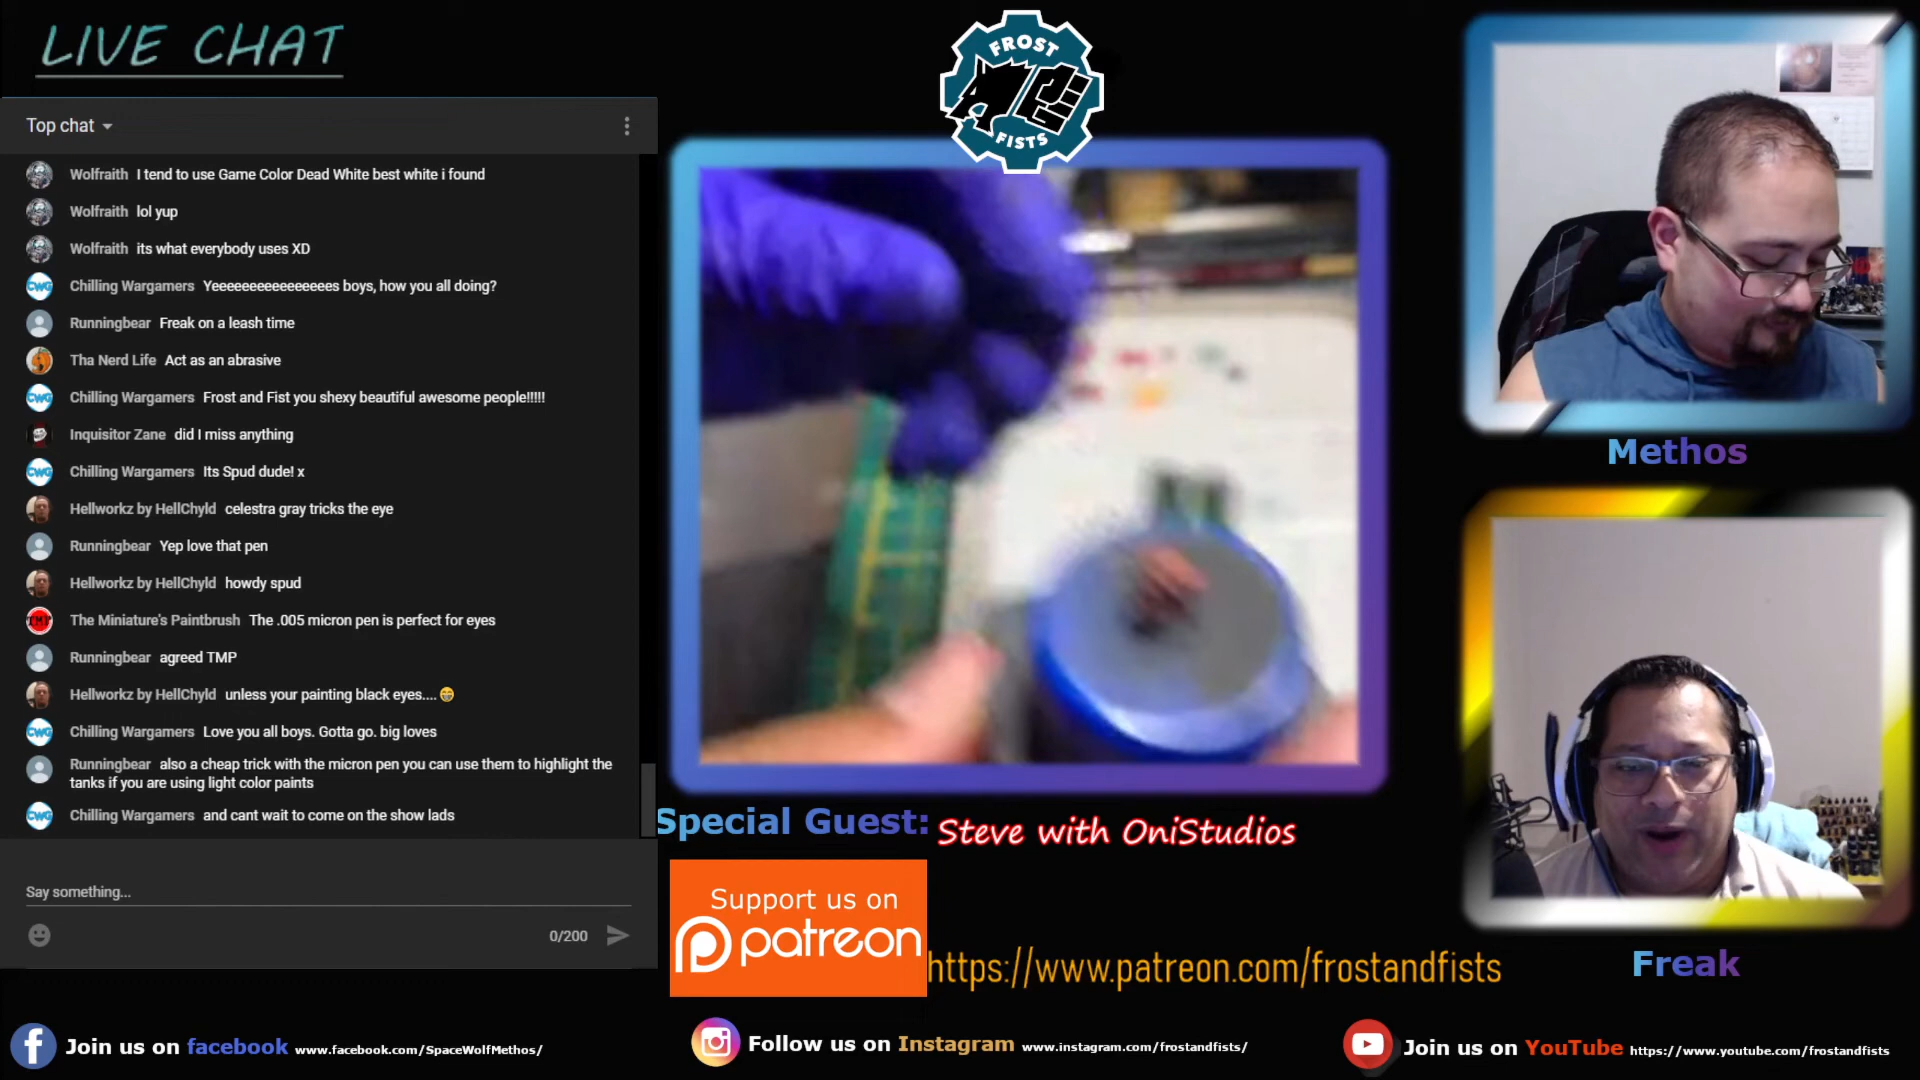 LIVE CHAT
FROST
FISTS
Top chat
Wolfraith I tend to use Game Color Dead White best white i found
Wolfraith lol yup
Wolfraith its what everybody uses XD
Chilling Wargamers Yeeeeeeeeeeeeeeees boys, how you all doing?
Runningbear Freak on a leash time
Tha Nerd Life Act as an abrasive
Chilling Wargamers Frost and Fist you shexy beautiful awesome people!!!!!
Inquisitor Zane did I miss anything
Chilling Wargamers Its Spud dude! x
Hellworkz by HellChyld celestra gray tricks the eye
Runningbear Yep love that pen
Hellworkz by HellChyld howdy spud
The Miniature's Paintbrush The .005 micron pen is perfect for eyes
Runningbear agreed TMP
Hellworkz by HellChyld unless your painting black eyes....
Chilling Wargamers Love you all boys. Gotta go. big loves
Runningbear also a cheap trick with the micron pen you can use them to highlight the
tanks if you are using light color paints
Chilling Wargamers and cant wait to come on the show lads
Say something...
0/200
Methos
Freak
Special Guest: Steve with OniStudios
Support us on
patreon
https://www.patreon.com/frostandfists
Join us on facebook www.facebook.com/SpaceWolfMethos/
Follow us on Instagram www.instagram.com/frostandfists/
Join us on YouTube https://www.youtube.com/frostandfists